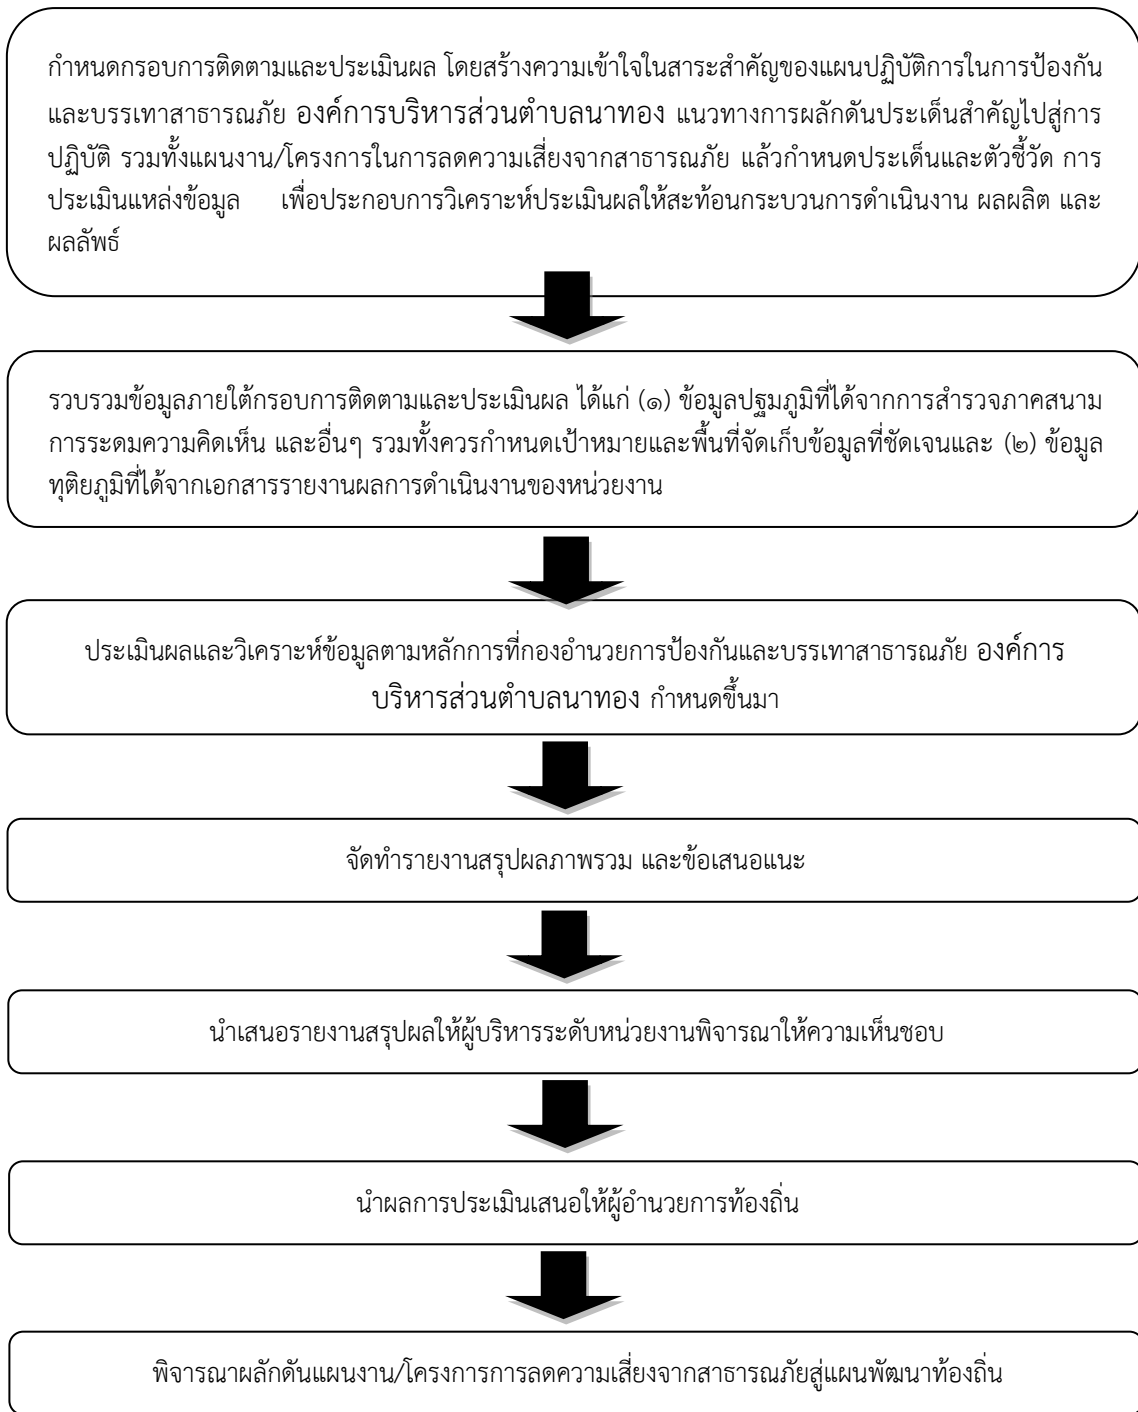 กำหนดกรอบการติดตามและประเมินผล โดยสร้างความเข้าใจในสาระสำคัญของแผนปฏิบัติการในการป้องกัน
และบรรเทาสาธารณภัย องค์การบริหารส่วนตำบลนาทอง แนวทางการผลักดันประเด็นสำคัญไปสู่การ
ปฏิบัติ รวมทั้งแผนงาน/โครงการในการลดความเสี่ยงจากสาธารณภัย แล้วกำหนดประเด็นและตัวชี้วัด การ
ประเมินแหล่งข้อมูล เพื่อประกอบการวิเคราะห์ประเมินผลให้สะท้อนกระบวนการดำเนินงาน ผลผลิต และ
ผลลัพธ์
รวบรวมข้อมูลภายใต้กรอบการติดตามและประเมินผล ได้แก่ (๑) ข้อมูลปฐมภูมิที่ได้จากการสำรวจภาคสนาม
การระดมความคิดเห็น และอื่นๆ รวมทั้งควรกำหนดเป้าหมายและพื้นที่จัดเก็บข้อมูลที่ชัดเจนและ (๒) ข้อมูล
ทุติยภูมิที่ได้จากเอกสารรายงานผลการดำเนินงานของหน่วยงาน
ประเมินผลและวิเคราะห์ข้อมูลตามหลักการที่กองอำนวยการป้องกันและบรรเทาสาธารณภัย องค์การ
บริหารส่วนตำบลนาทอง กำหนดขึ้นมา
จัดทำรายงานสรุปผลภาพรวม และข้อเสนอแนะ
นำเสนอรายงานสรุปผลให้ผู้บริหารระดับหน่วยงานพิจารณาให้ความเห็นชอบ
นำผลการประเมินเสนอให้ผู้อำนวยการท้องถิ่น
พิจารณาผลักดันแผนงาน/โครงการการลดความเสี่ยงจากสาธารณภัยสู่แผนพัฒนาท้องถิ่น